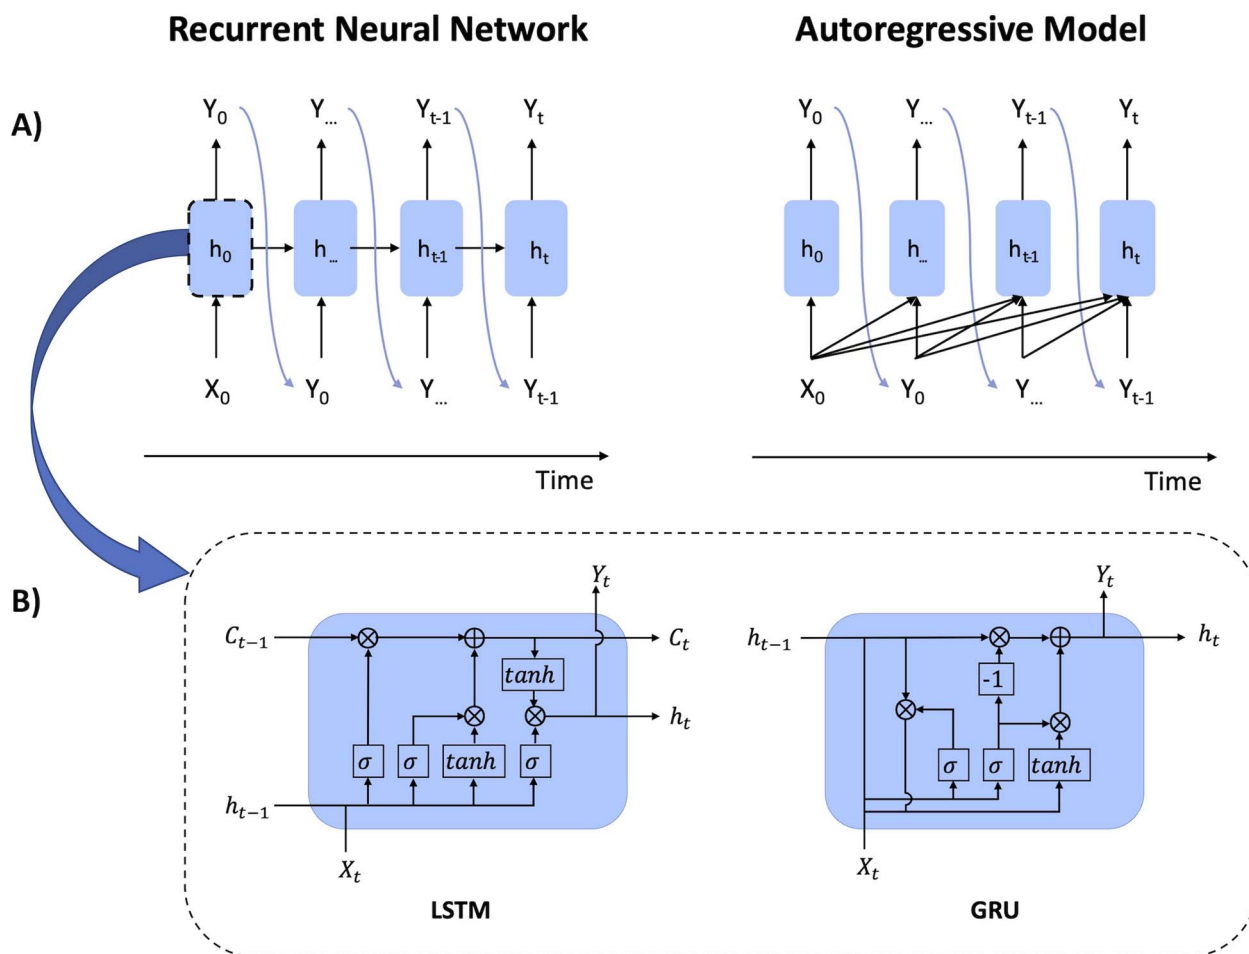 Recurrent Neural Network
Autoregressive Model
A)
Y₀ Y... Yₜ₋₁ Yₜ
h₀ h... hₜ₋₁ hₜ
X₀ Y₀ Y... Yₜ₋₁
Time
Y₀ Y... Yₜ₋₁ Yₜ
h₀ h... hₜ₋₁ hₜ
X₀ Y₀ Y... Yₜ₋₁
Time
B)
Yₜ
Cₜ₋₁ ⊗ ⊕ Cₜ
tanh
⊗ ⊗ hₜ
σ σ tanh σ
hₜ₋₁
Xₜ
LSTM
Yₜ
hₜ₋₁ ⊗ ⊕ hₜ
-1
⊗ ⊗
σ σ tanh
Xₜ
GRU